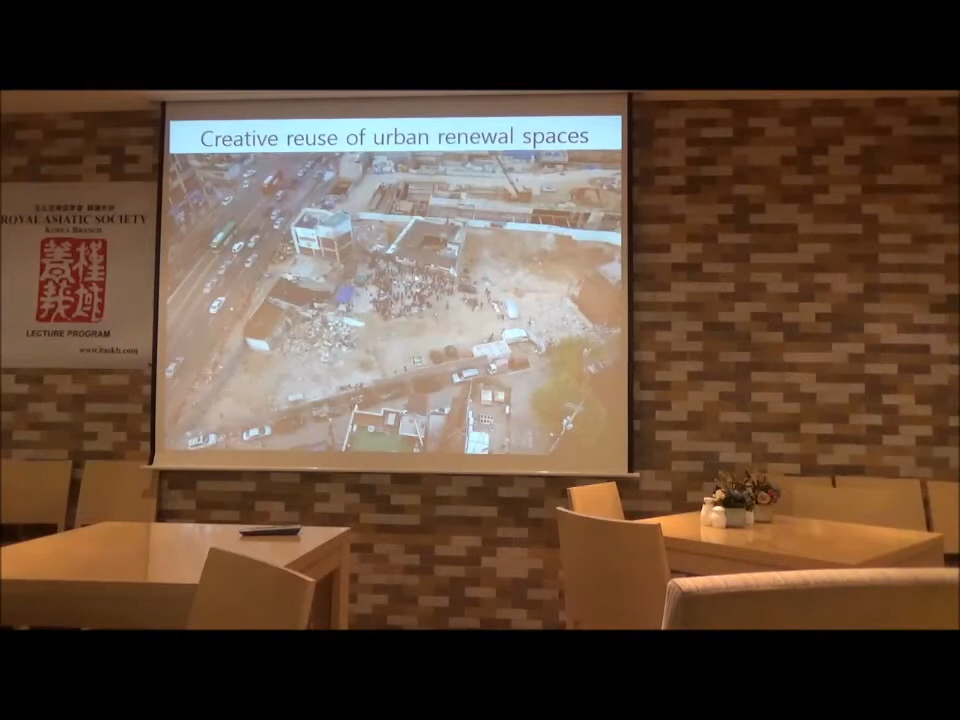 Creative reuse of urban renewal spaces
ROYAL ASIATIC SOCIETY
KOREA BRANCH
LECTURE PROGRAM
www.raskb.com